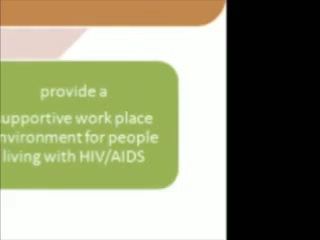 provide a
upportive work place
nvironment for people
living with HIV/AIDS